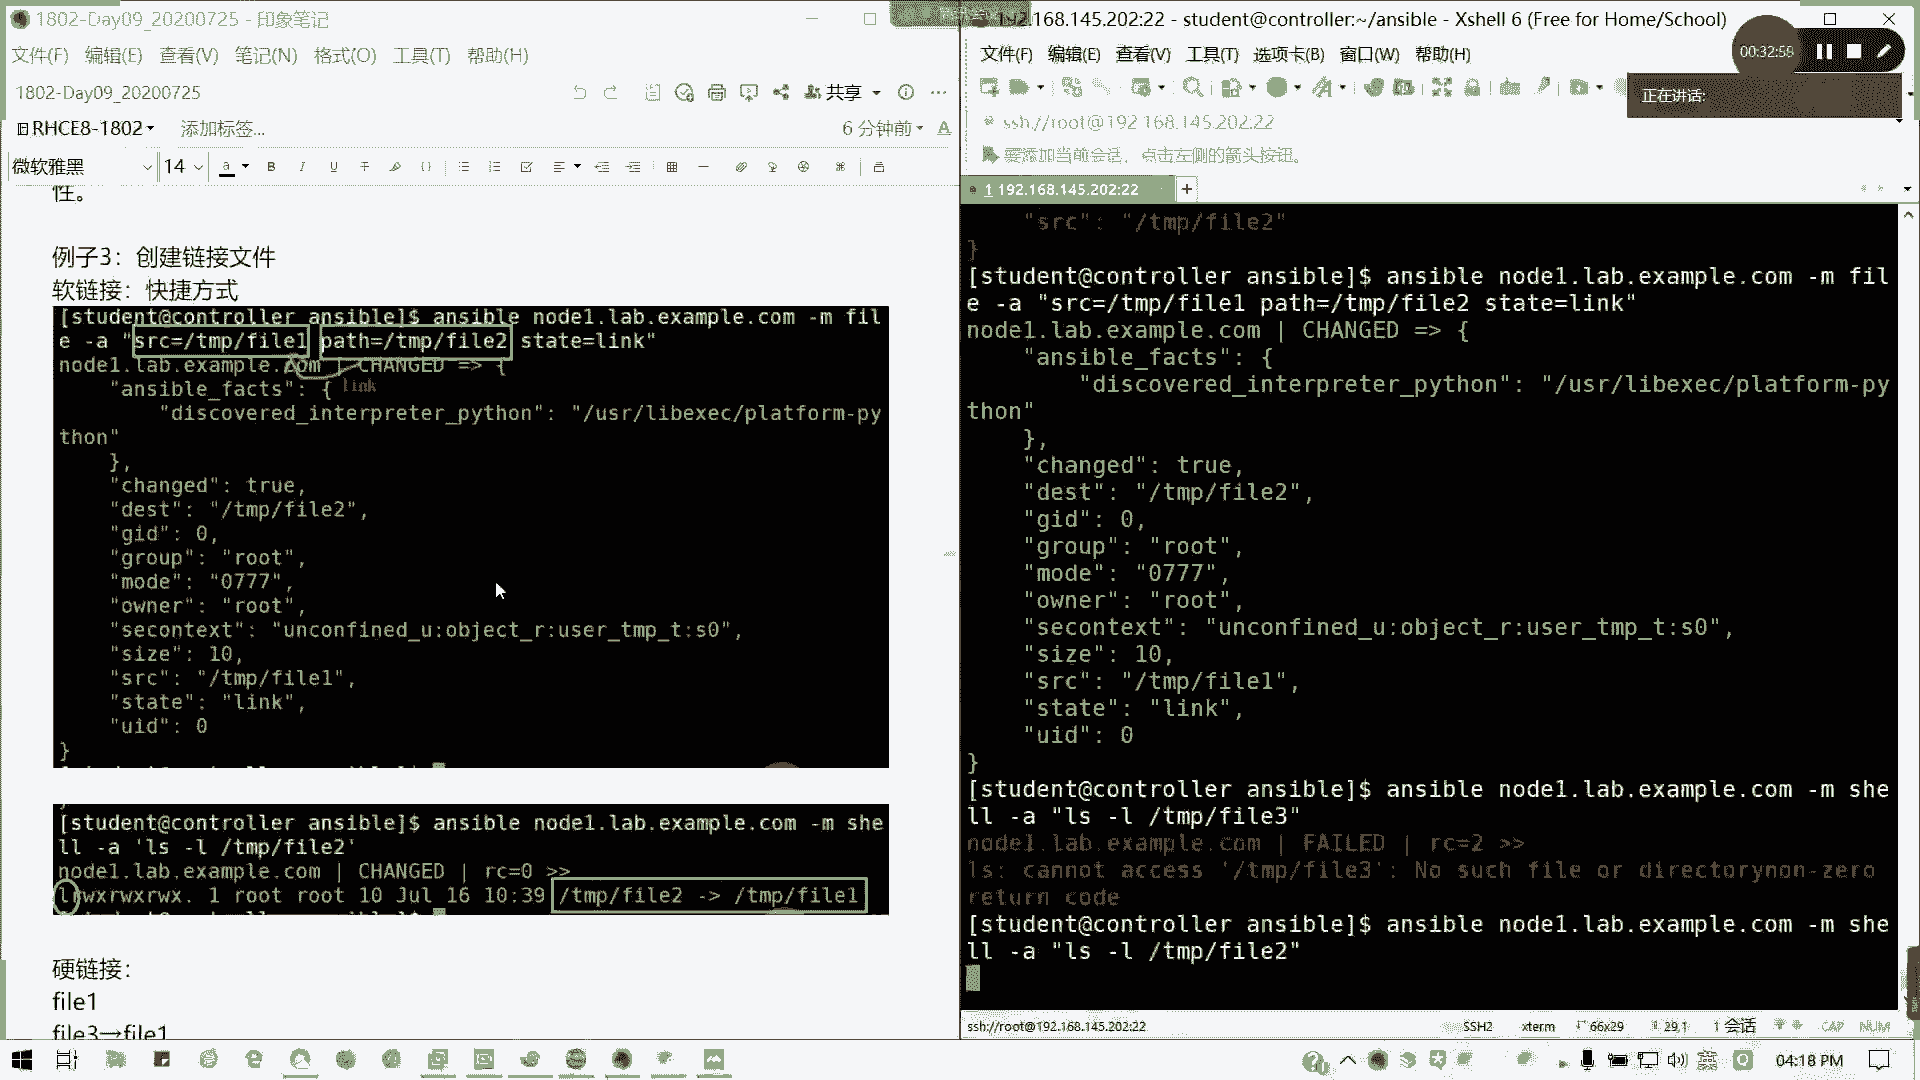 1802-Day09_20200725 - 印象笔记
文件(F) 编辑(E) 查看(V) 笔记(N) 格式(O) 工具(T) 帮助(H)
1802-Day09_20200725
共享
RHCE8-1802
添加标签...
6 分钟前
微软雅黑 14
性。
例子3：创建链接文件
软链接：快捷方式
[student@controller ansible]$ ansible node1.lab.example.com -m fil
e -a "src=/tmp/file1 path=/tmp/file2 state=link"
node1.lab.example.com | CHANGED => {
"ansible_facts": {
link
"discovered_interpreter_python": "/usr/libexec/platform-py
thon"
},
"changed": true,
"dest": "/tmp/file2",
"gid": 0,
"group": "root",
"mode": "0777",
"owner": "root",
"secontext": "unconfined_u:object_r:user_tmp_t:s0",
"size": 10,
"src": "/tmp/file1",
"state": "link",
"uid": 0
}
[student@controller ansible]$ ansible node1.lab.example.com -m she
ll -a 'ls -l /tmp/file2'
node1.lab.example.com | CHANGED | rc=0 >>
lrwxrwxrwx. 1 root root 10 Jul 16 10:39 /tmp/file2 -> /tmp/file1
硬链接：
file1
file3→file1
192.168.145.202:22 - student@controller:~/ansible - Xshell 6 (Free for Home/School)
文件(F) 编辑(E) 查看(V) 工具(T) 选项卡(B) 窗口(W) 帮助(H)
00:32:58
正在讲话:
ssh://root@192.168.145.202:22
要添加当前会话，点击左侧的箭头按钮。
1 192.168.145.202:22
"src": "/tmp/file2"
}
[student@controller ansible]$ ansible node1.lab.example.com -m fil
e -a "src=/tmp/file1 path=/tmp/file2 state=link"
node1.lab.example.com | CHANGED => {
"ansible_facts": {
"discovered_interpreter_python": "/usr/libexec/platform-py
thon"
},
"changed": true,
"dest": "/tmp/file2",
"gid": 0,
"group": "root",
"mode": "0777",
"owner": "root",
"secontext": "unconfined_u:object_r:user_tmp_t:s0",
"size": 10,
"src": "/tmp/file1",
"state": "link",
"uid": 0
}
[student@controller ansible]$ ansible node1.lab.example.com -m she
ll -a "ls -l /tmp/file3"
node1.lab.example.com | FAILED | rc=2 >>
ls: cannot access '/tmp/file3': No such file or directorynon-zero
return code
[student@controller ansible]$ ansible node1.lab.example.com -m she
ll -a "ls -l /tmp/file2"
ssh://root@192.168.145.202:22 SSH2 xterm 66x29 29,1 1 会话 CAP NUM
04:18 PM